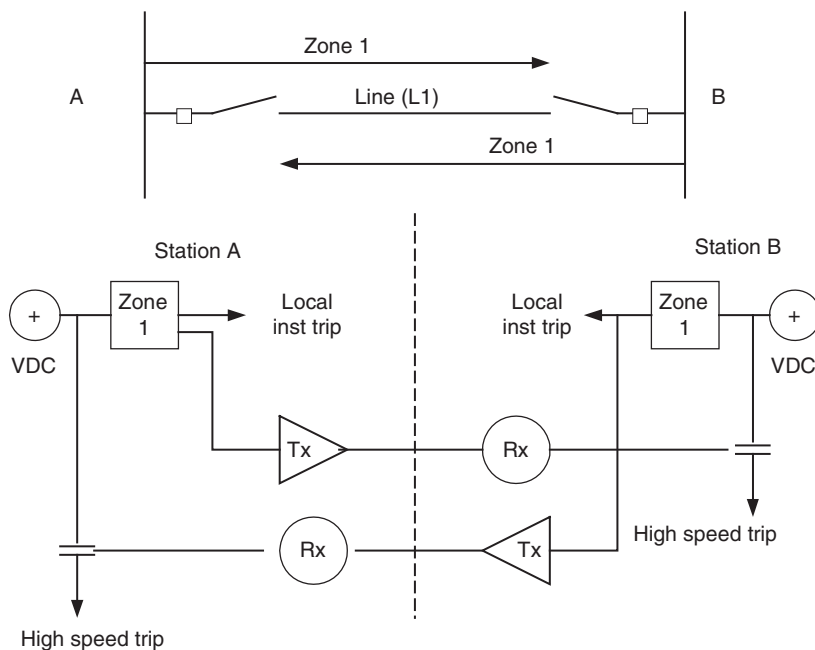 Zone 1
A
Line (L1)
B
Zone 1
Station A
Station B
+
VDC
Zone
1
Local
inst trip
Local
inst trip
Zone
1
+
VDC
Tx
Rx
High speed trip
Rx
Tx
High speed trip